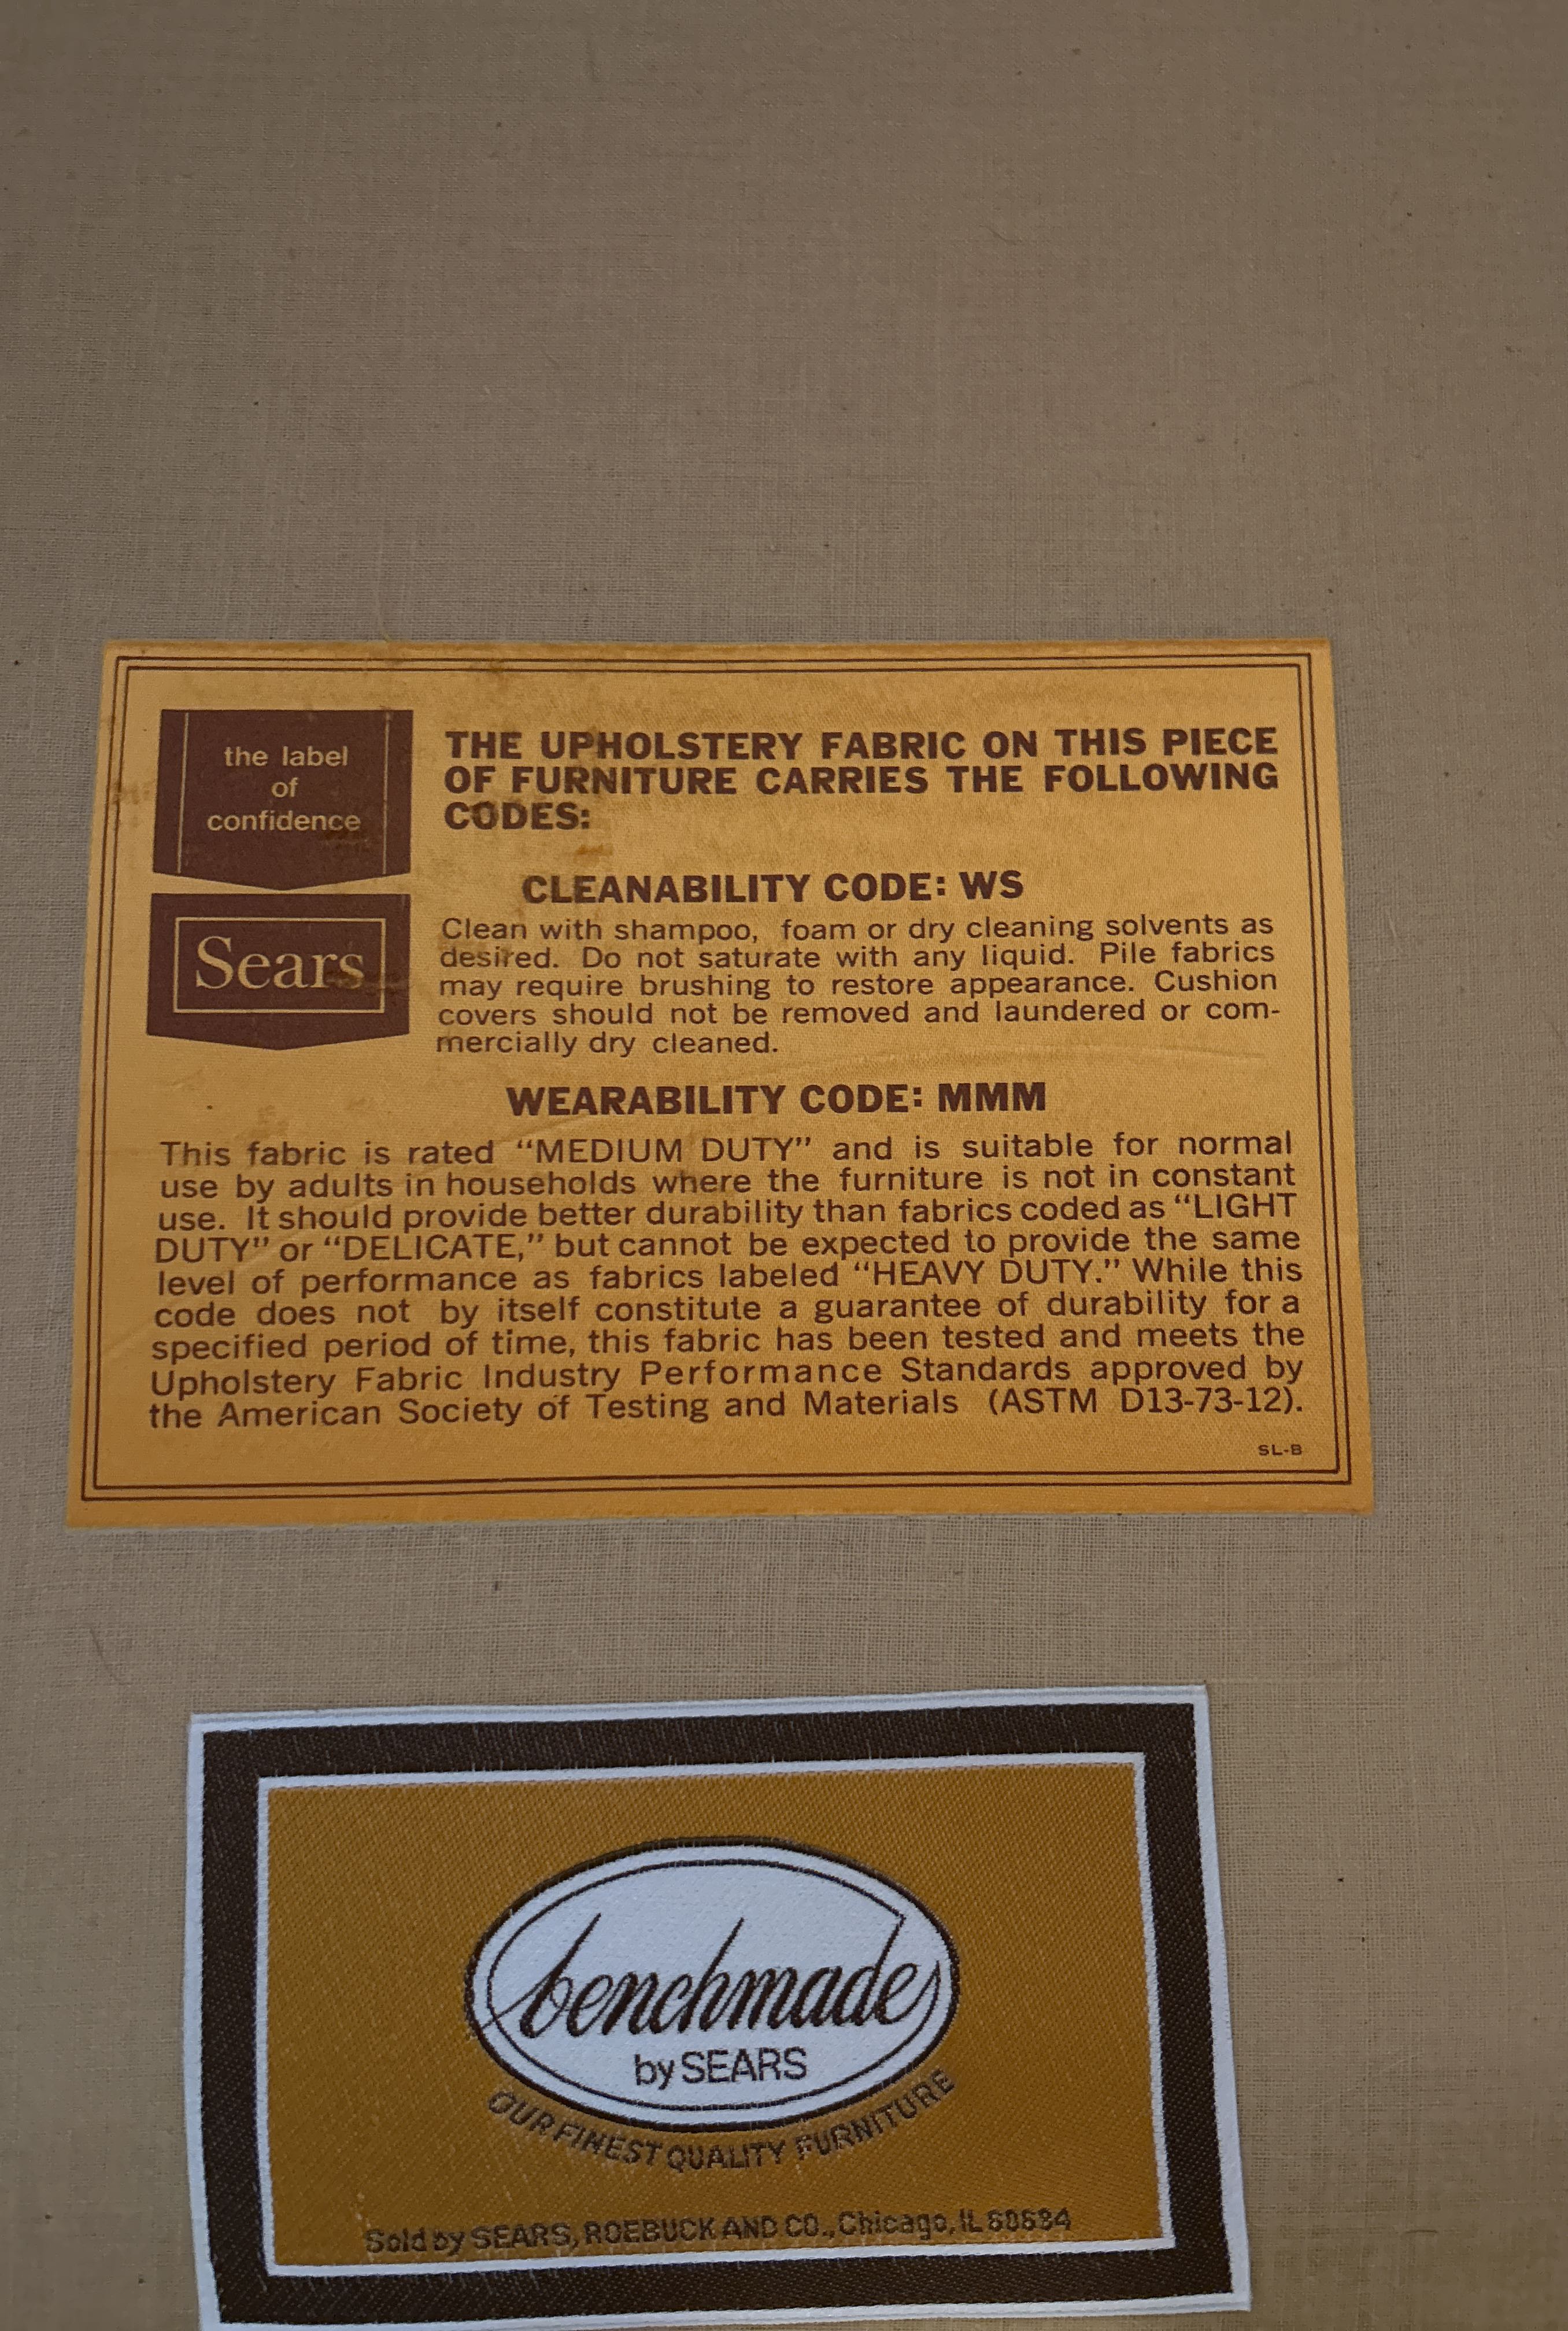 the label
of
confidence
Sears
THE UPHOLSTERY FABRIC ON THIS PIECE
OF FURNITURE CARRIES THE FOLLOWING
CODES:
CLEANABILITY CODE: WS
Clean with shampoo, foam or dry cleaning solvents as
desired. Do not saturate with any liquid. Pile fabrics
may require brushing to restore appearance. Cushion
covers should not be removed and laundered or com-
mercially dry cleaned.
WEARABILITY CODE: MMM
This fabric is rated “MEDIUM DUTY” and is suitable for normal
use by adults in households where the furniture is not in constant
use. It should provide better durability than fabrics coded as “LIGHT
DUTY” or “DELICATE,” but cannot be expected to provide the same
level of performance as fabrics labeled “HEAVY DUTY.” While this
code does not by itself constitute a guarantee of durability for a
specified period of time, this fabric has been tested and meets the
Upholstery Fabric Industry Performance Standards approved by
the American Society of Testing and Materials (ASTM D13-73-12).
SL-B
benchmade
by SEARS
OUR FINEST QUALITY FURNITURE
Sold by SEARS, ROEBUCK AND CO., Chicago, IL 60684